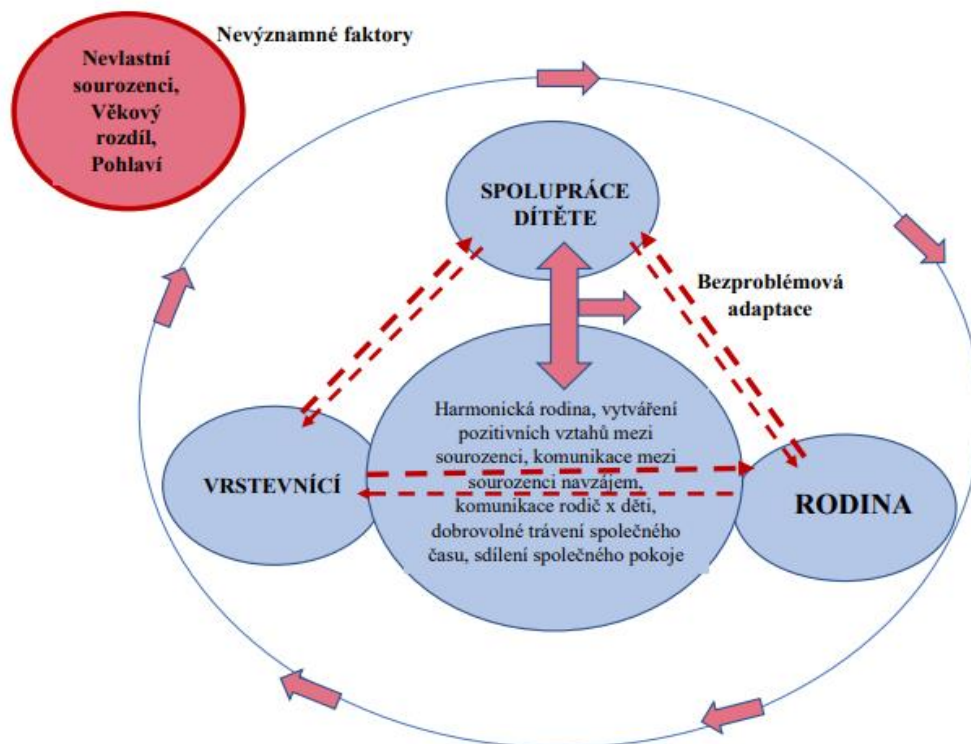 Nevýznamné faktory
Nevlastní
sourozenci,
Věkový
rozdíl,
Pohlaví
SPOLUPRÁCE
DÍTĚTE
Bezproblémová
adaptace
Harmonická rodina, vytváření
pozitivních vztahů mezi
sourozenci, komunikace mezi
sourozenci navzájem,
komunikace rodič x děti,
dobrovolné trávení společného
času, sdílení společného pokoje
VRSTEVNÍCÍ
RODINA